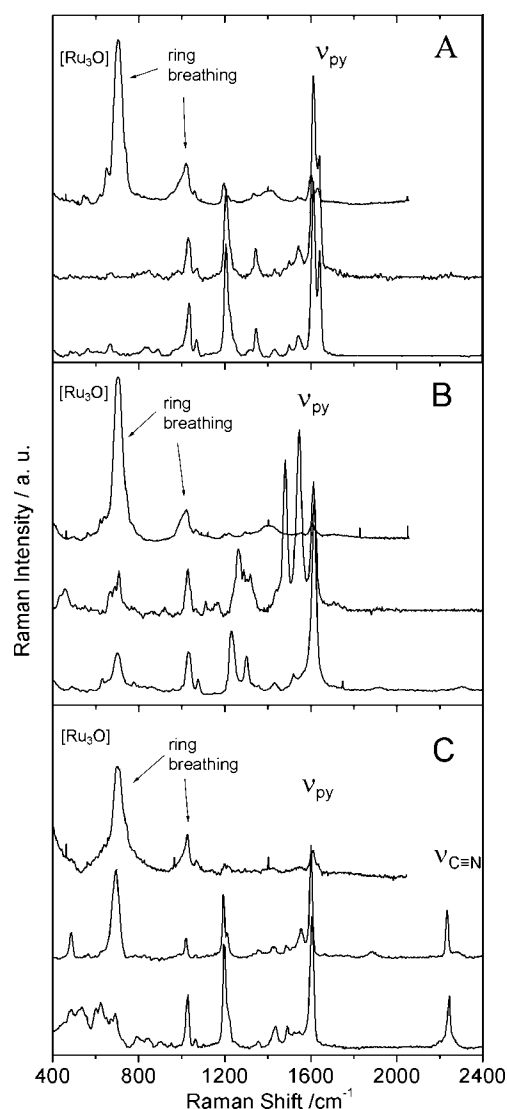 A
[Ru₃O]
ring
breathing
νpy
B
[Ru₃O]
ring
breathing
νpy
C
[Ru₃O]
ring
breathing
νpy
νC≡N
Raman Intensity / a. u.
400 800 1200 1600 2000 2400
Raman Shift /cm⁻¹